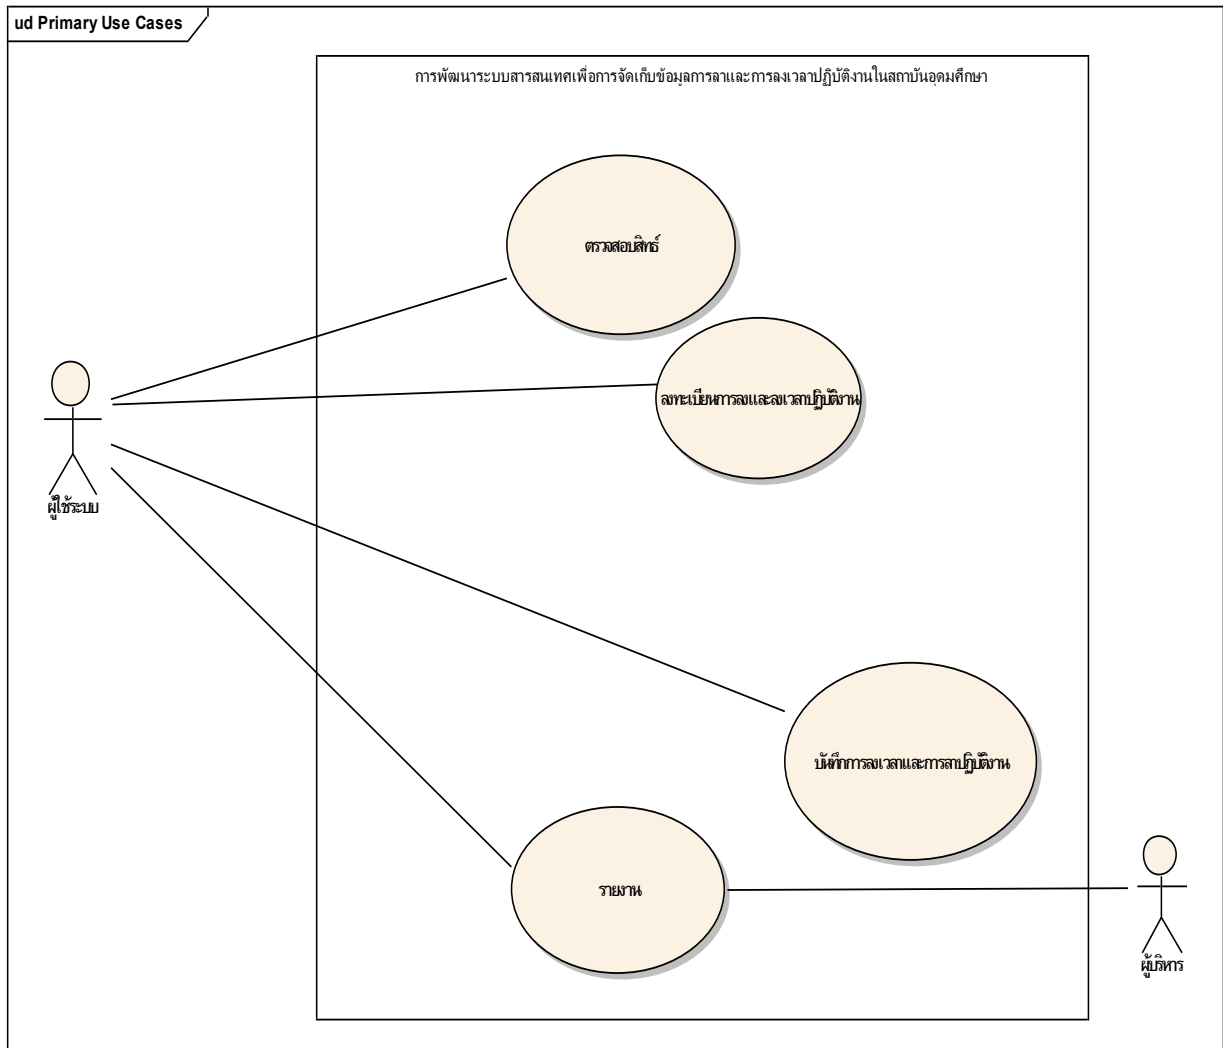 ud Primary Use Cases
การพัฒนาระบบสารสนเทศเพื่อการจัดเก็บข้อมูลการลาและการลงเวลาปฏิบัติงานในสถาบันอุดมศึกษา
ตรวจสอบสิทธิ์
ลงทะเบียนการลงและลงเวลาปฏิบัติงาน
ผู้ใช้ระบบ
บันทึกการลงเวลาและการลาปฏิบัติงาน
รายงาน
ผู้บริหาร